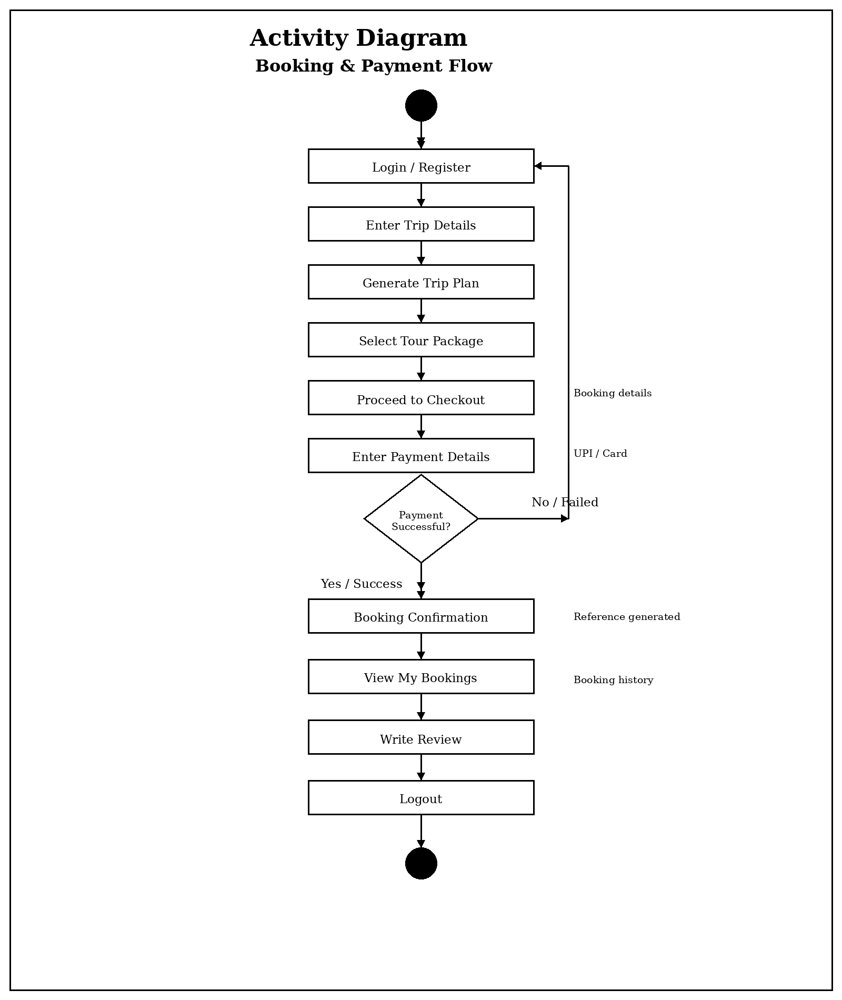 Activity Diagram
Booking & Payment Flow
Login / Register
Enter Trip Details
Generate Trip Plan
Select Tour Package
Proceed to Checkout
Booking details
Enter Payment Details
UPI / Card
No / Failed
Payment
Successful?
Yes / Success
Booking Confirmation
Reference generated
View My Bookings
Booking history
Write Review
Logout